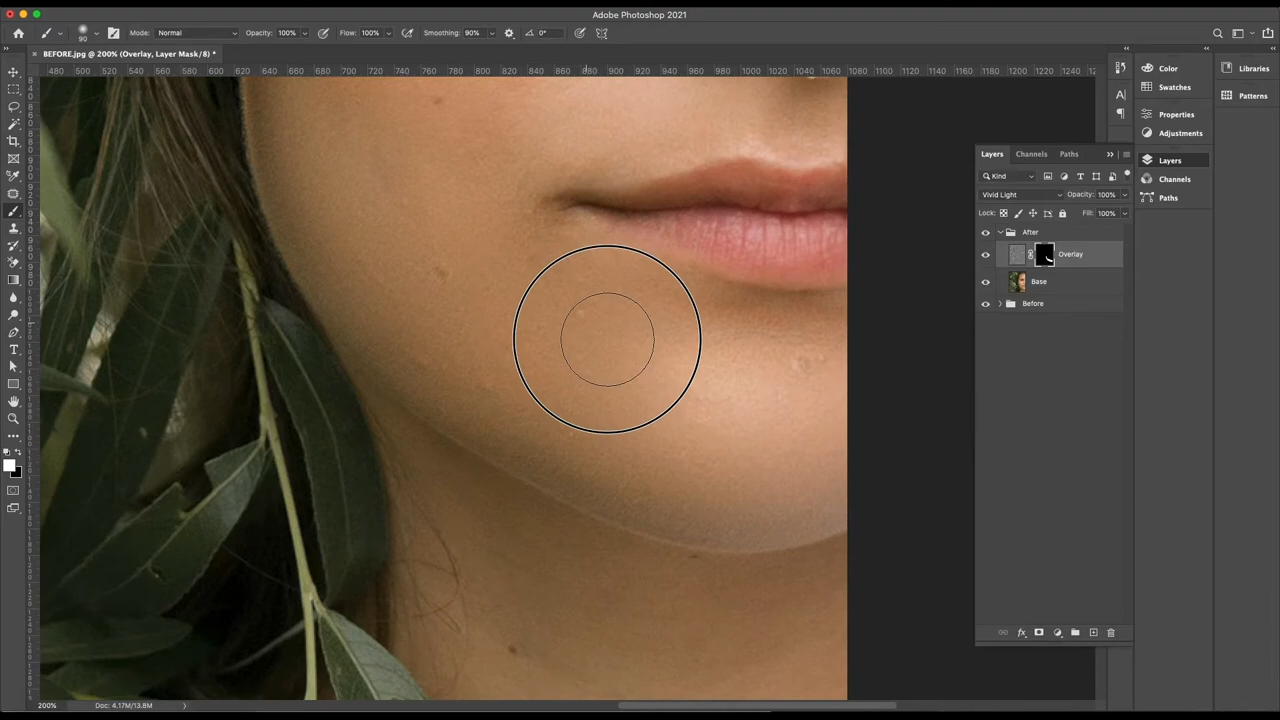 Adobe Photoshop 2021
90 Mode: Normal Opacity: 100% Flow: 100% Smoothing: 90% 0°
× BEFORE.jpg @ 200% (Overlay, Layer Mask/8) *
480 500 520 540 560 580 600 620 640 660 680 700 720 740 760 780 800 820 840 860 880 900 920 940 960 980 1000 1020 1040 1060 1080 1100 1120 1140 1160 1180 1200 1220 1240 1260
Color
Swatches
Properties
Adjustments
Layers
Channels
Paths
Libraries
Patterns
Layers Channels Paths
Kind
Vivid Light Opacity: 100%
Lock: Fill: 100%
After
Overlay
Base
Before
200% Doc: 4.17M/13.8M